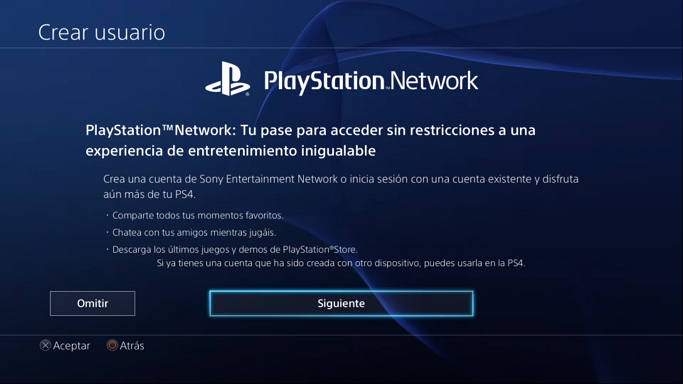 Crear usuario
PlayStation™Network
PlayStation™Network: Tu pase para acceder sin restricciones a una
experiencia de entretenimiento inigualable
Crea una cuenta de Sony Entertainment Network o inicia sesión con una cuenta existente y disfruta
aún más de tu PS4.
· Comparte todos tus momentos favoritos.
· Chatea con tus amigos mientras jugáis.
· Descarga los últimos juegos y demos de PlayStation®Store.
Si ya tienes una cuenta que ha sido creada con otro dispositivo, puedes usarla en la PS4.
Omitir
Siguiente
Aceptar
Atrás